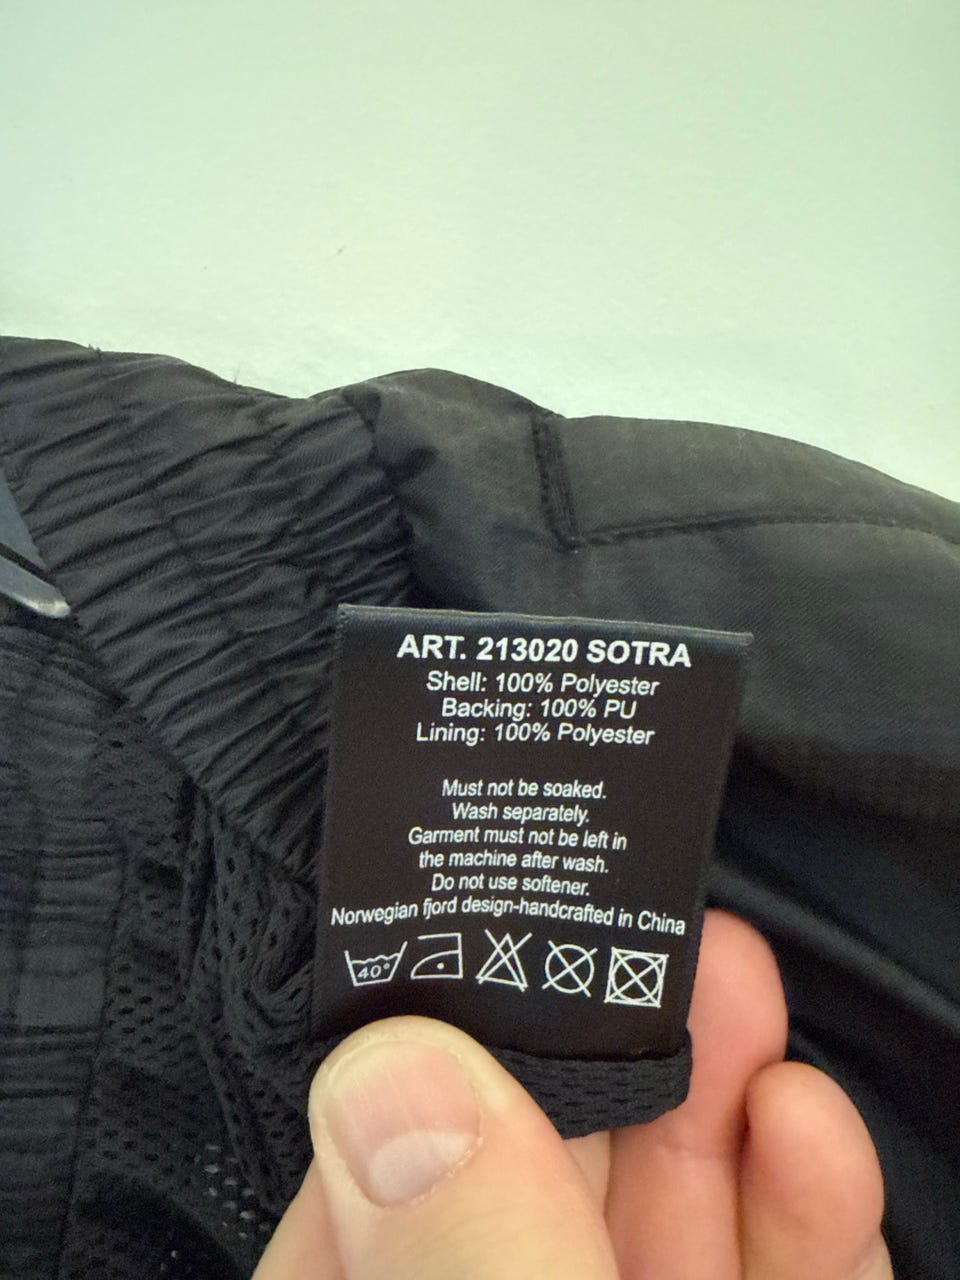 ART. 213020 SOTRA
Shell: 100% Polyester
Backing: 100% PU
Lining: 100% Polyester
Must not be soaked.
Wash separately.
Garment must not be left in
the machine after wash.
Do not use softener.
Norwegian fjord design-handcrafted in China
40°